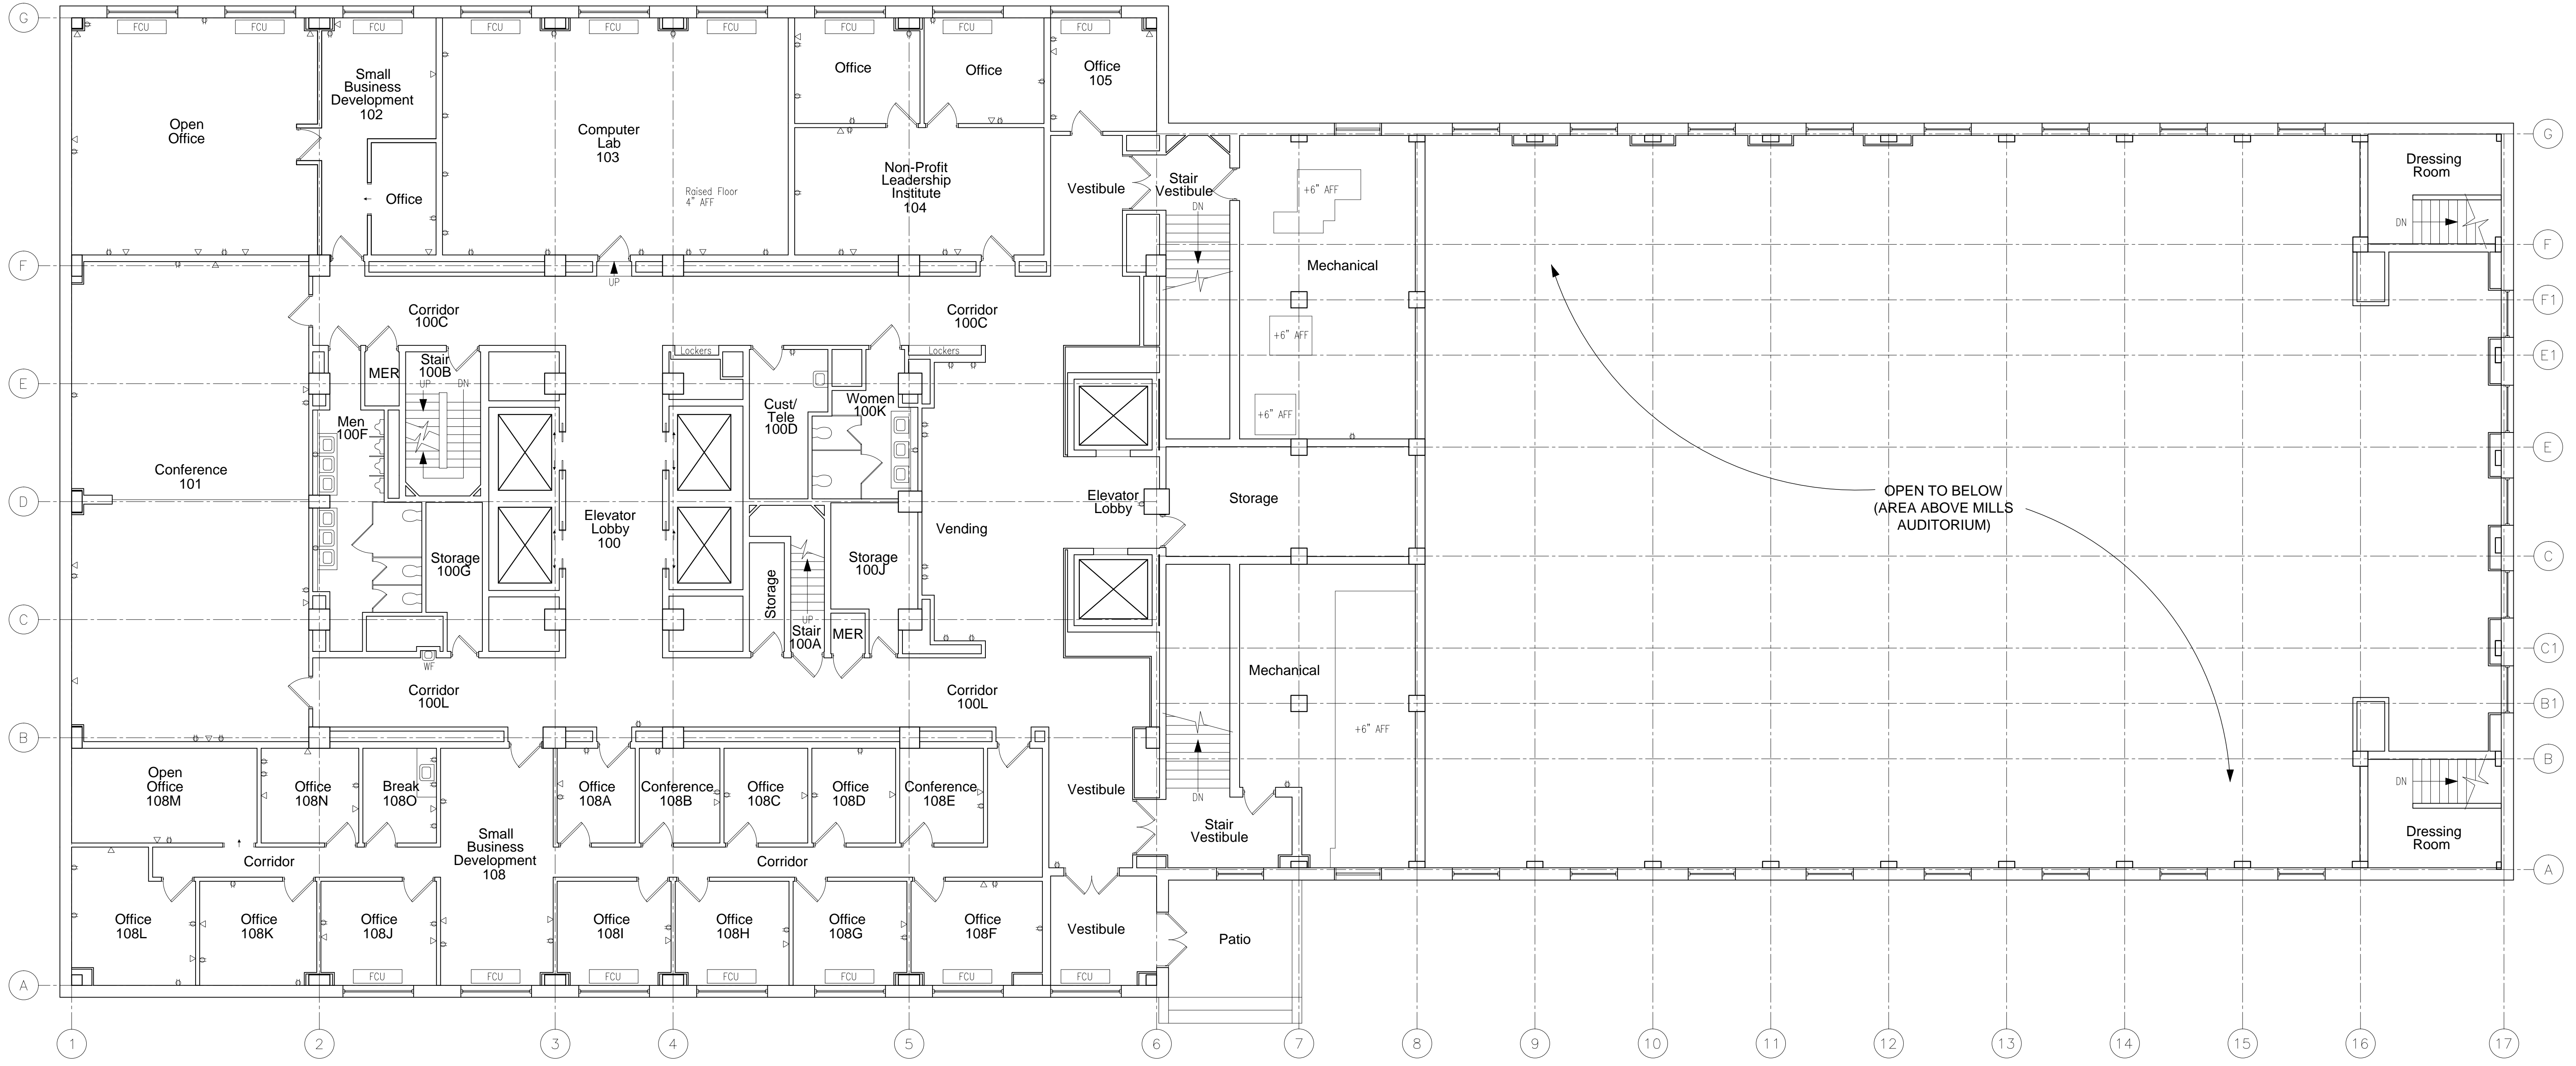 G
FCU
FCU
FCU
FCU
FCU
FCU
FCU
FCU
FCU
Small
Business
Development
102
Office
Office
Office
105
Open
Office
Computer
Lab
103
G
Office
Raised Floor
4" AFF
Non-Profit
Leadership
Institute
104
Vestibule
Stair
Vestibule
DN
+6" AFF
Dressing
Room
DN
F
UP
Mechanical
F
Corridor
100C
Corridor
100C
F1
+6" AFF
Lockers
Lockers
E1
MER
Stair
100B
UP
DN
E
Men
100F
Cust/
Tele
100D
Women
100K
+6" AFF
E
Conference
101
D
Elevator
Lobby
100
Vending
Elevator
Lobby
Storage
OPEN TO BELOW
(AREA ABOVE MILLS
AUDITORIUM)
Storage
100G
Storage
Storage
100J
C
C
UP
Stair
100A
MER
WF
C1
Corridor
100L
Corridor
100L
Mechanical
B1
+6" AFF
B
B
Open
Office
108M
Office
108N
Break
108O
Office
108A
Conference
108B
Office
108C
Office
108D
Conference
108E
Vestibule
DN
DN
Small
Business
Development
108
Stair
Vestibule
Dressing
Room
Corridor
Corridor
A
Office
108L
Office
108K
Office
108J
Office
108I
Office
108H
Office
108G
Office
108F
Vestibule
Patio
FCU
FCU
FCU
FCU
FCU
FCU
FCU
A
1
2
3
4
5
6
7
8
9
10
11
12
13
14
15
16
17